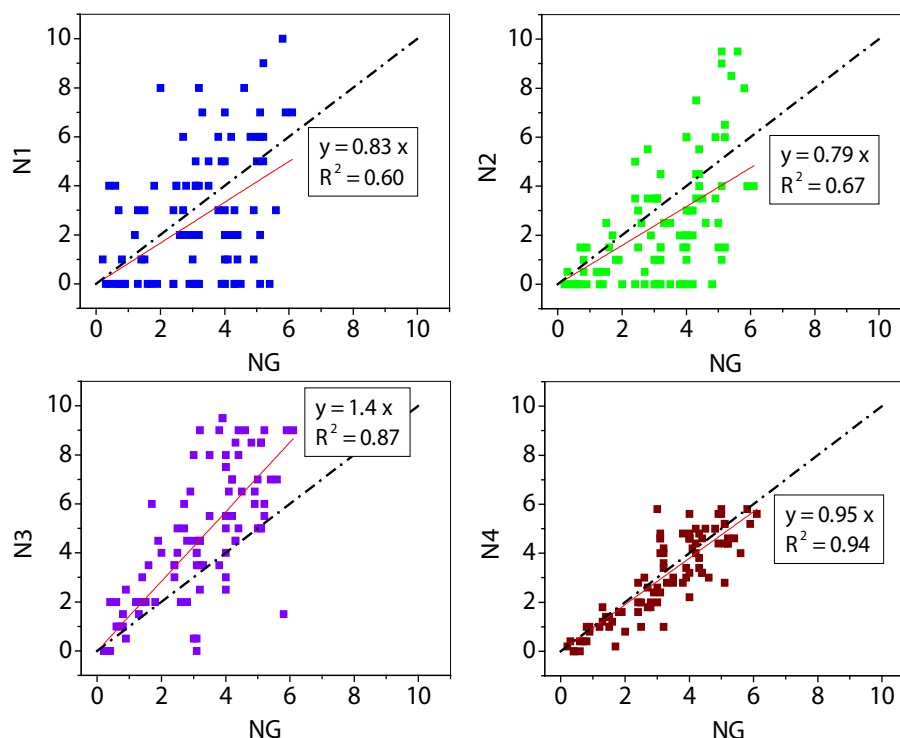 10
8
6
4
2
0
N1
y = 0.83 x
R² = 0.60
0 2 4 6 8 10
NG
10
8
6
4
2
0
N2
y = 0.79 x
R² = 0.67
0 2 4 6 8 10
NG
10
8
6
4
2
0
N3
y = 1.4 x
R² = 0.87
0 2 4 6 8 10
NG
10
8
6
4
2
0
N4
y = 0.95 x
R² = 0.94
0 2 4 6 8 10
NG